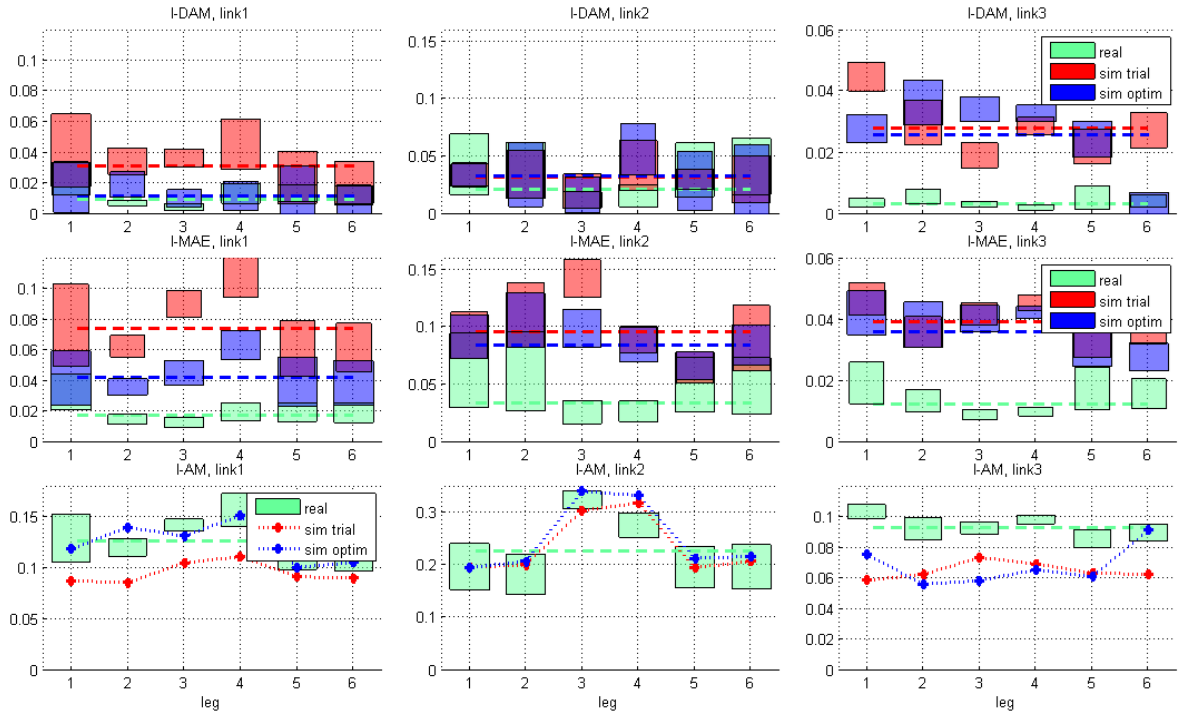 I-DAM, link1
0.1
0.08
0.06
0.04
0.02
0
1 2 3 4 5 6
I-DAM, link2
0.15
0.1
0.05
0
1 2 3 4 5 6
I-DAM, link3
0.06
0.04
0.02
0
real
sim trial
sim optim
1 2 3 4 5 6
I-MAE, link1
0.1
0.08
0.06
0.04
0.02
0
1 2 3 4 5 6
I-MAE, link2
0.15
0.1
0.05
0
1 2 3 4 5 6
I-MAE, link3
0.06
0.04
0.02
0
real
sim trial
sim optim
1 2 3 4 5 6
I-AM, link1
0.15
0.1
0.05
0
real
sim trial
sim optim
1 2 3 4 5 6
leg
I-AM, link2
0.3
0.2
0.1
0
1 2 3 4 5 6
leg
I-AM, link3
0.1
0.08
0.06
0.04
0.02
0
1 2 3 4 5 6
leg